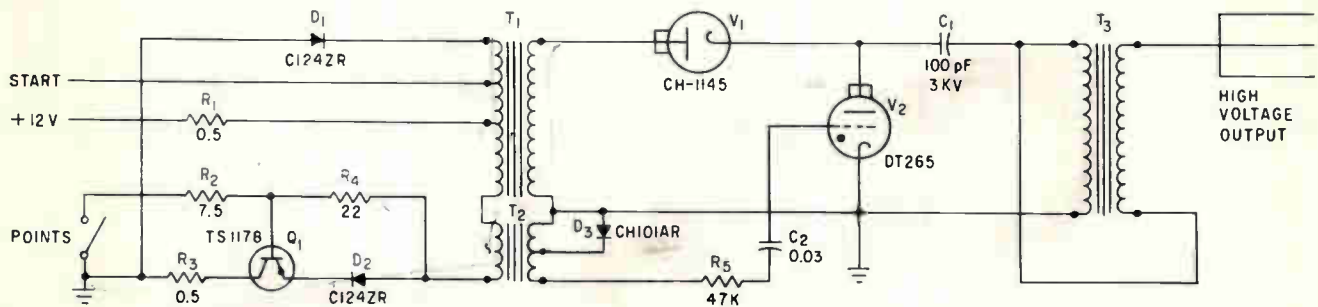 D1
C124ZR
START
R1
+12V
0.5
R2
7.5
R4
22
POINTS
TS1178
Q1
R3
0.5
D2
C124ZR
T1
T2
D3
CH101AR
V1
CH-1145
C1
100 pF
3 KV
V2
DT265
C2
0.03
R5
47K
T3
HIGH
VOLTAGE
OUTPUT